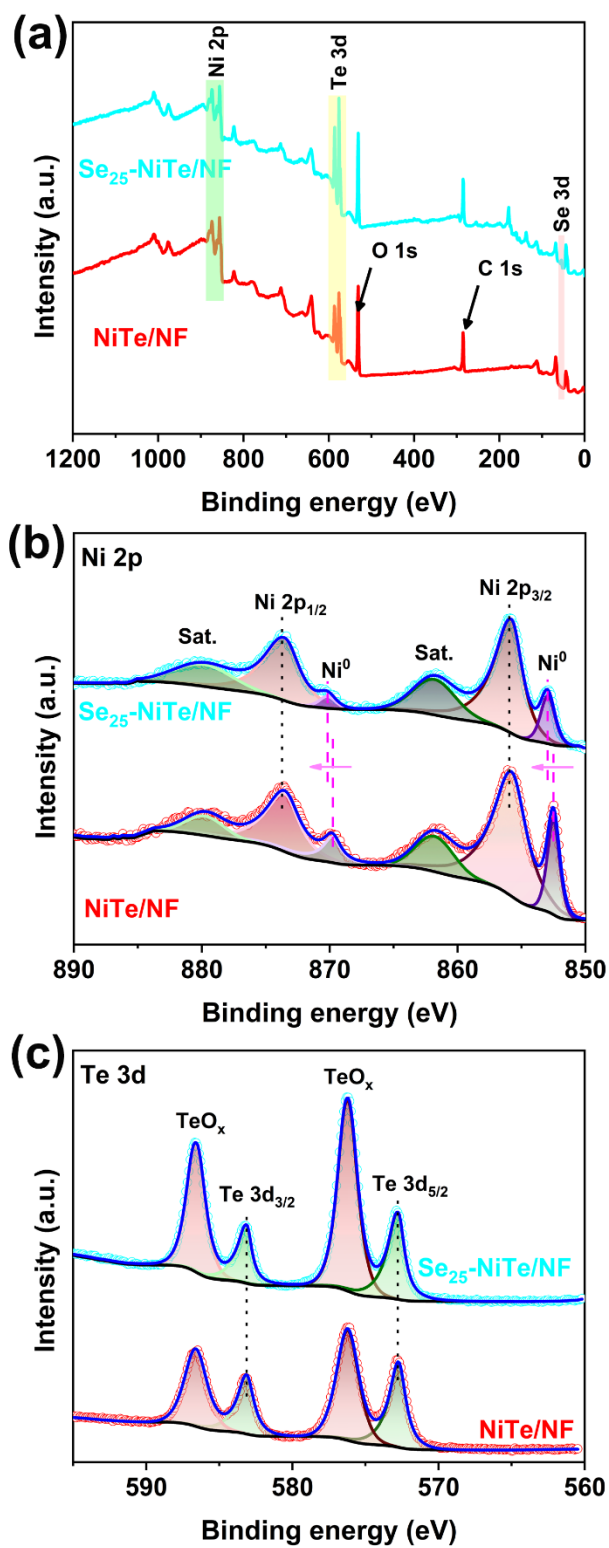 (a)
Ni 2p
Te 3d
Se 3d
Se₂₅-NiTe/NF
O 1s
C 1s
NiTe/NF
Intensity (a.u.)
1200 1000 800 600 400 200 0
Binding energy (eV)
(b)
Ni 2p
Ni 2p₁/₂
Ni 2p₃/₂
Sat.
Ni⁰
Sat.
Ni⁰
Se₂₅-NiTe/NF
NiTe/NF
Intensity (a.u.)
890 880 870 860 850
Binding energy (eV)
(c)
Te 3d
TeOₓ
TeOₓ
Te 3d₃/₂
Te 3d₅/₂
Se₂₅-NiTe/NF
NiTe/NF
Intensity (a.u.)
590 580 570 560
Binding energy (eV)